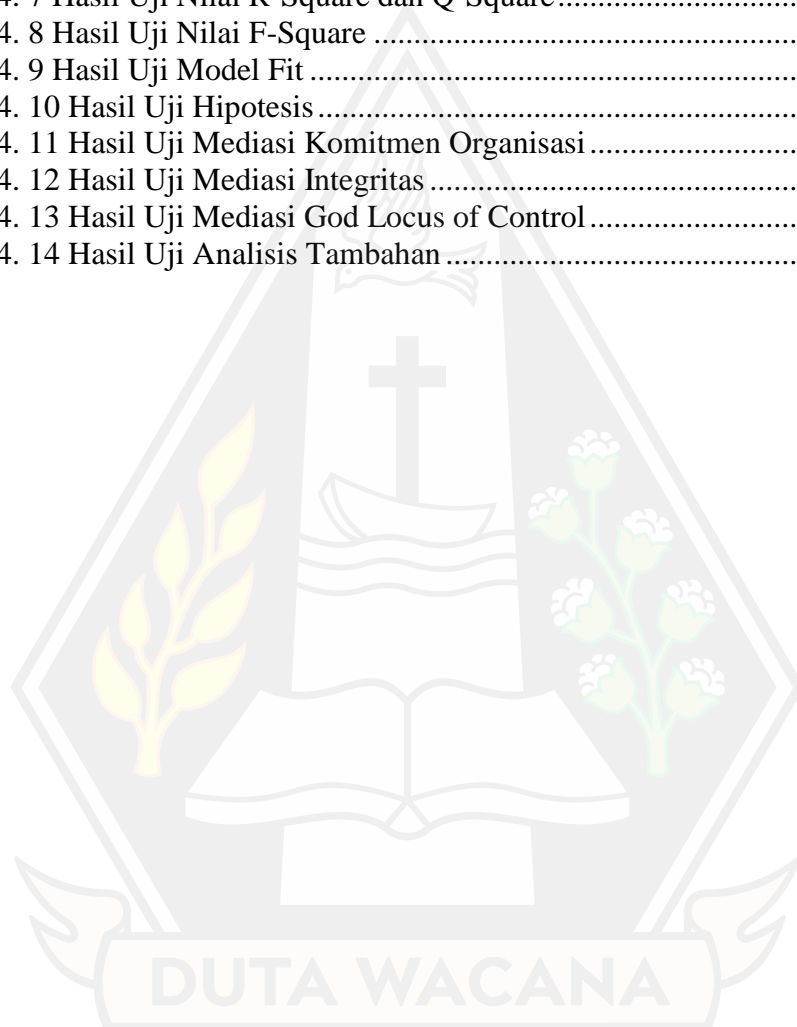 4. 7 Hasil Uji Nilai R-Square dan Q-Square....................................
4. 8 Hasil Uji Nilai F-Square....................................................
4. 9 Hasil Uji Model Fit............................................................
4. 10 Hasil Uji Hipotesis...........................................................
4. 11 Hasil Uji Mediasi Komitmen Organisasi..........................
4. 12 Hasil Uji Mediasi Integritas..............................................
4. 13 Hasil Uji Mediasi God Locus of Control..........................
4. 14 Hasil Uji Analisis Tambahan............................................
DUTA WACANA